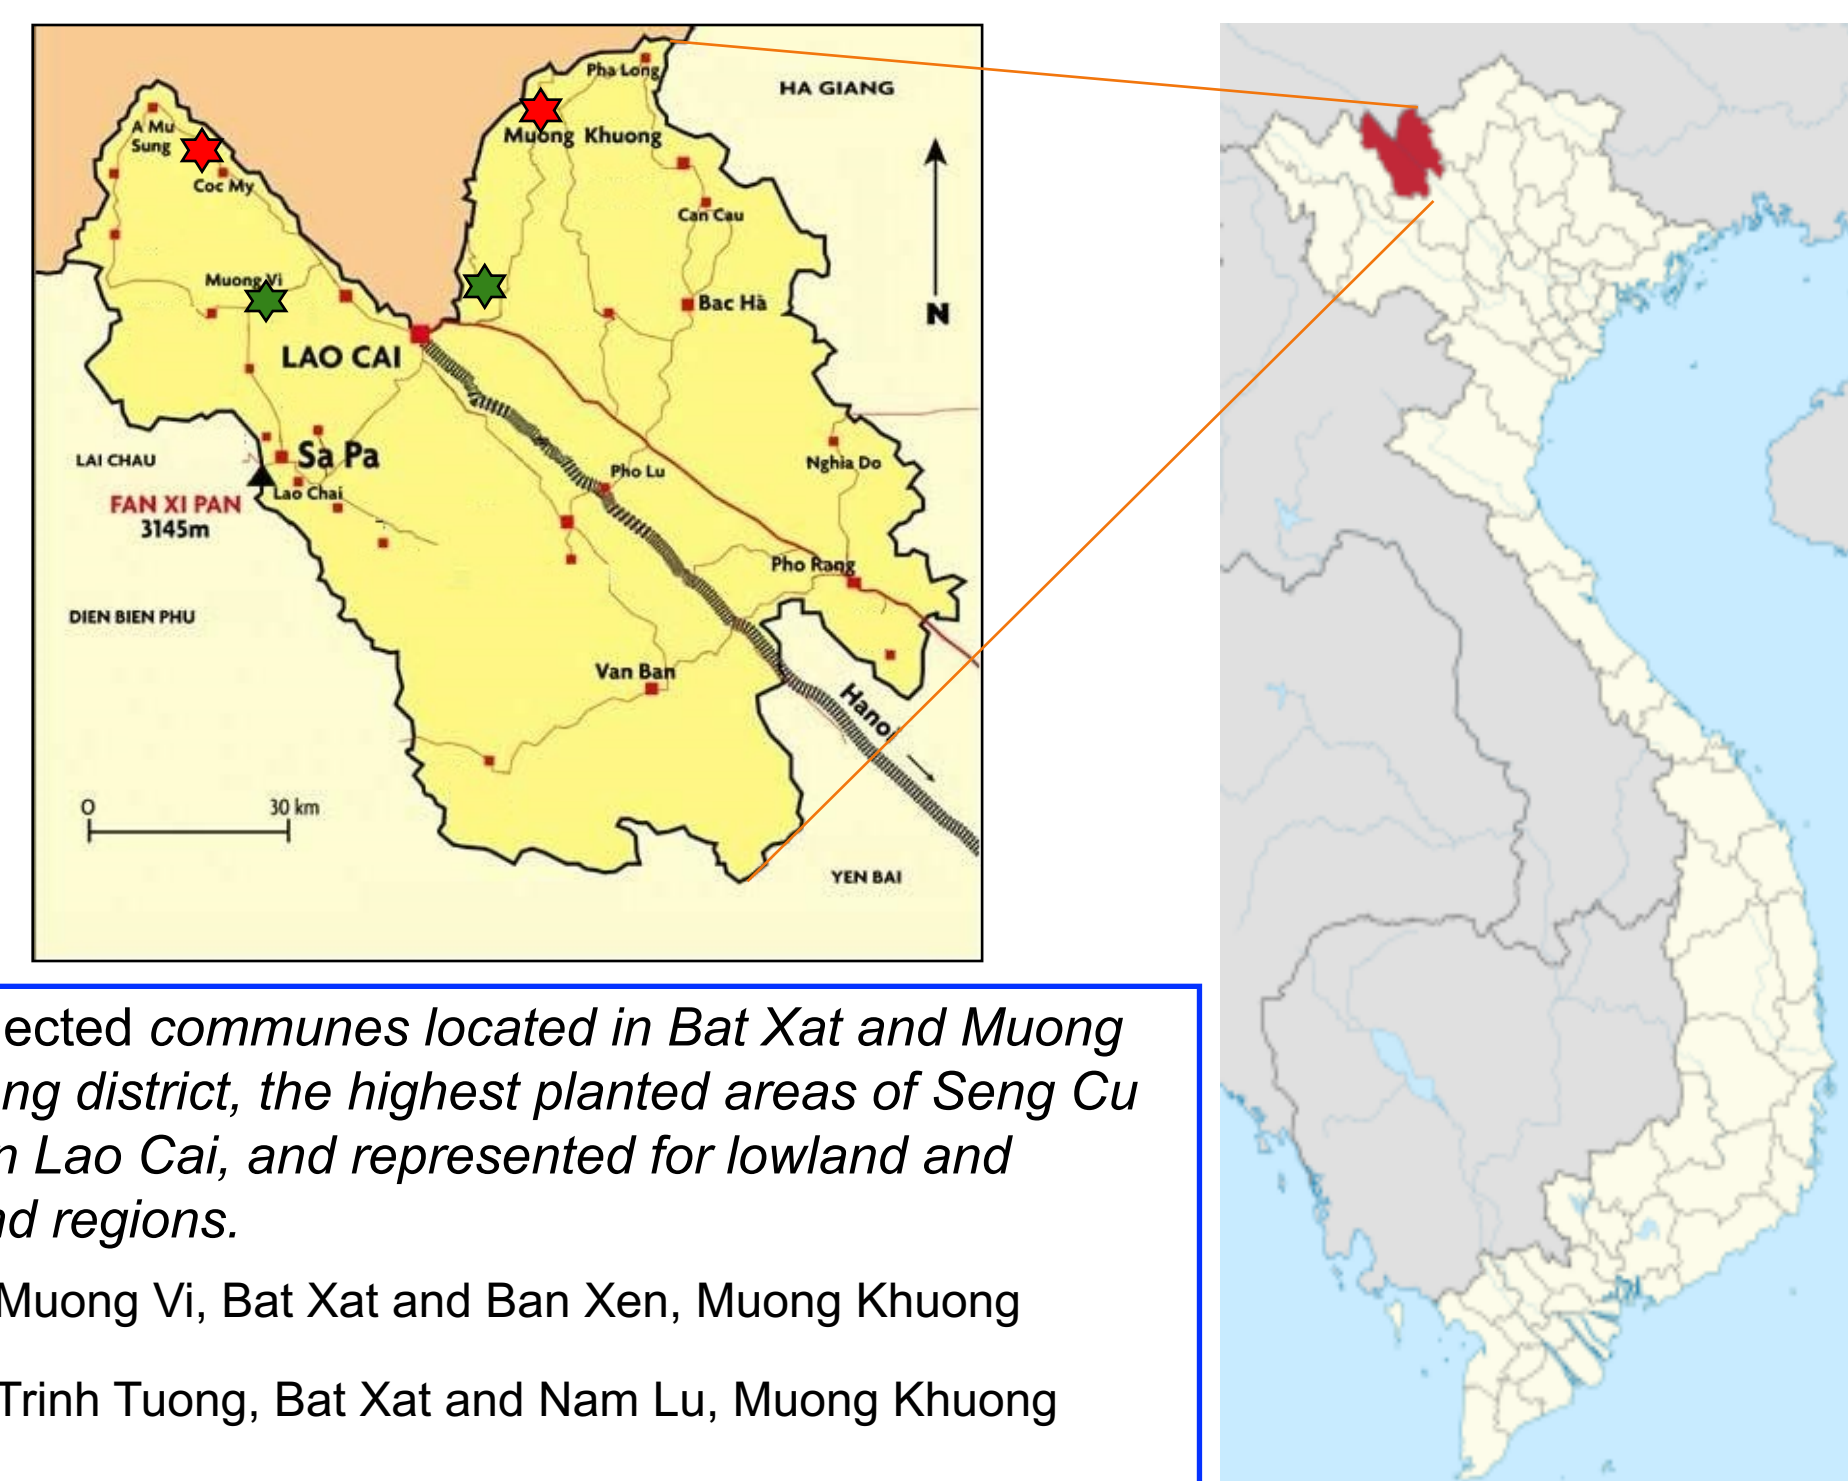 Pha Long
HA GIANG
A Mu
Sung
Muong Khuong
Coc My
Can Cau
Muong Vi
Bac Hà
N
LAO CAI
Sa Pa
LAI CHAU
Pho Lu
Nghia Do
FAN XI PAN
Lao Chai
3145m
Pho Rang
DIEN BIEN PHU
Van Ban
Hanoi
0 30 km
YEN BAI
ected communes located in Bat Xat and Muong
ng district, the highest planted areas of Seng Cu
n Lao Cai, and represented for lowland and
nd regions.
Muong Vi, Bat Xat and Ban Xen, Muong Khuong
Trinh Tuong, Bat Xat and Nam Lu, Muong Khuong